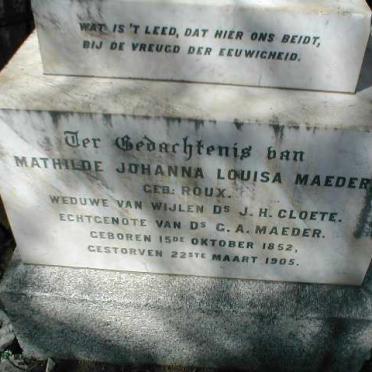 WAT IS 'T LEED, DAT HIER ONS BEIDT,
BIJ DE VREUGD DER EEUWIGHEID.
Ter Gedachtenis van
MATHILDE JOHANNA LOUISA MAEDER
GEB: ROUX.
WEDUWE VAN WIJLEN DS J. H. CLOETE.
ECHTGENOTE VAN DS G. A. MAEDER.
GEBOREN 15DE OKTOBER 1852,
GESTORVEN 22STE MAART 1905.